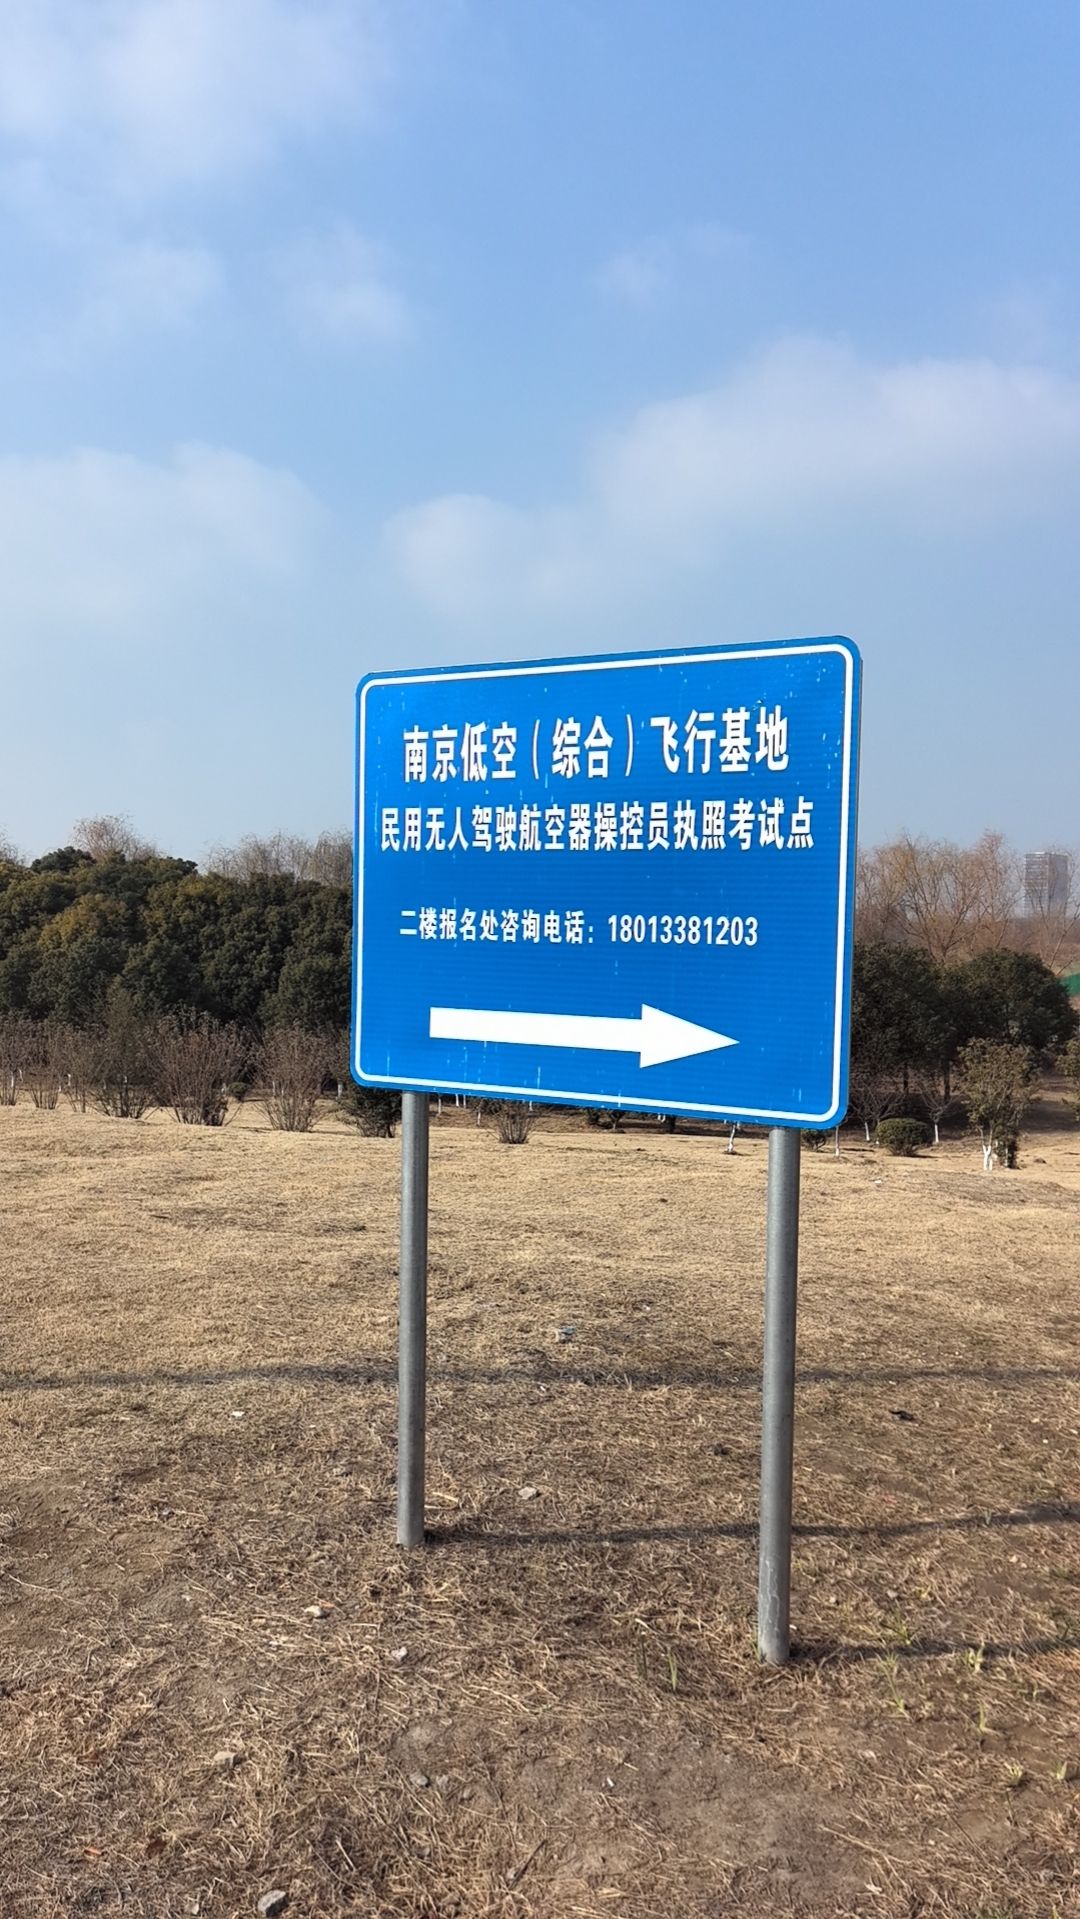 南京低空（综合）飞行基地
民用无人驾驶航空器操控员执照考试点
二楼报名处咨询电话：18013381203